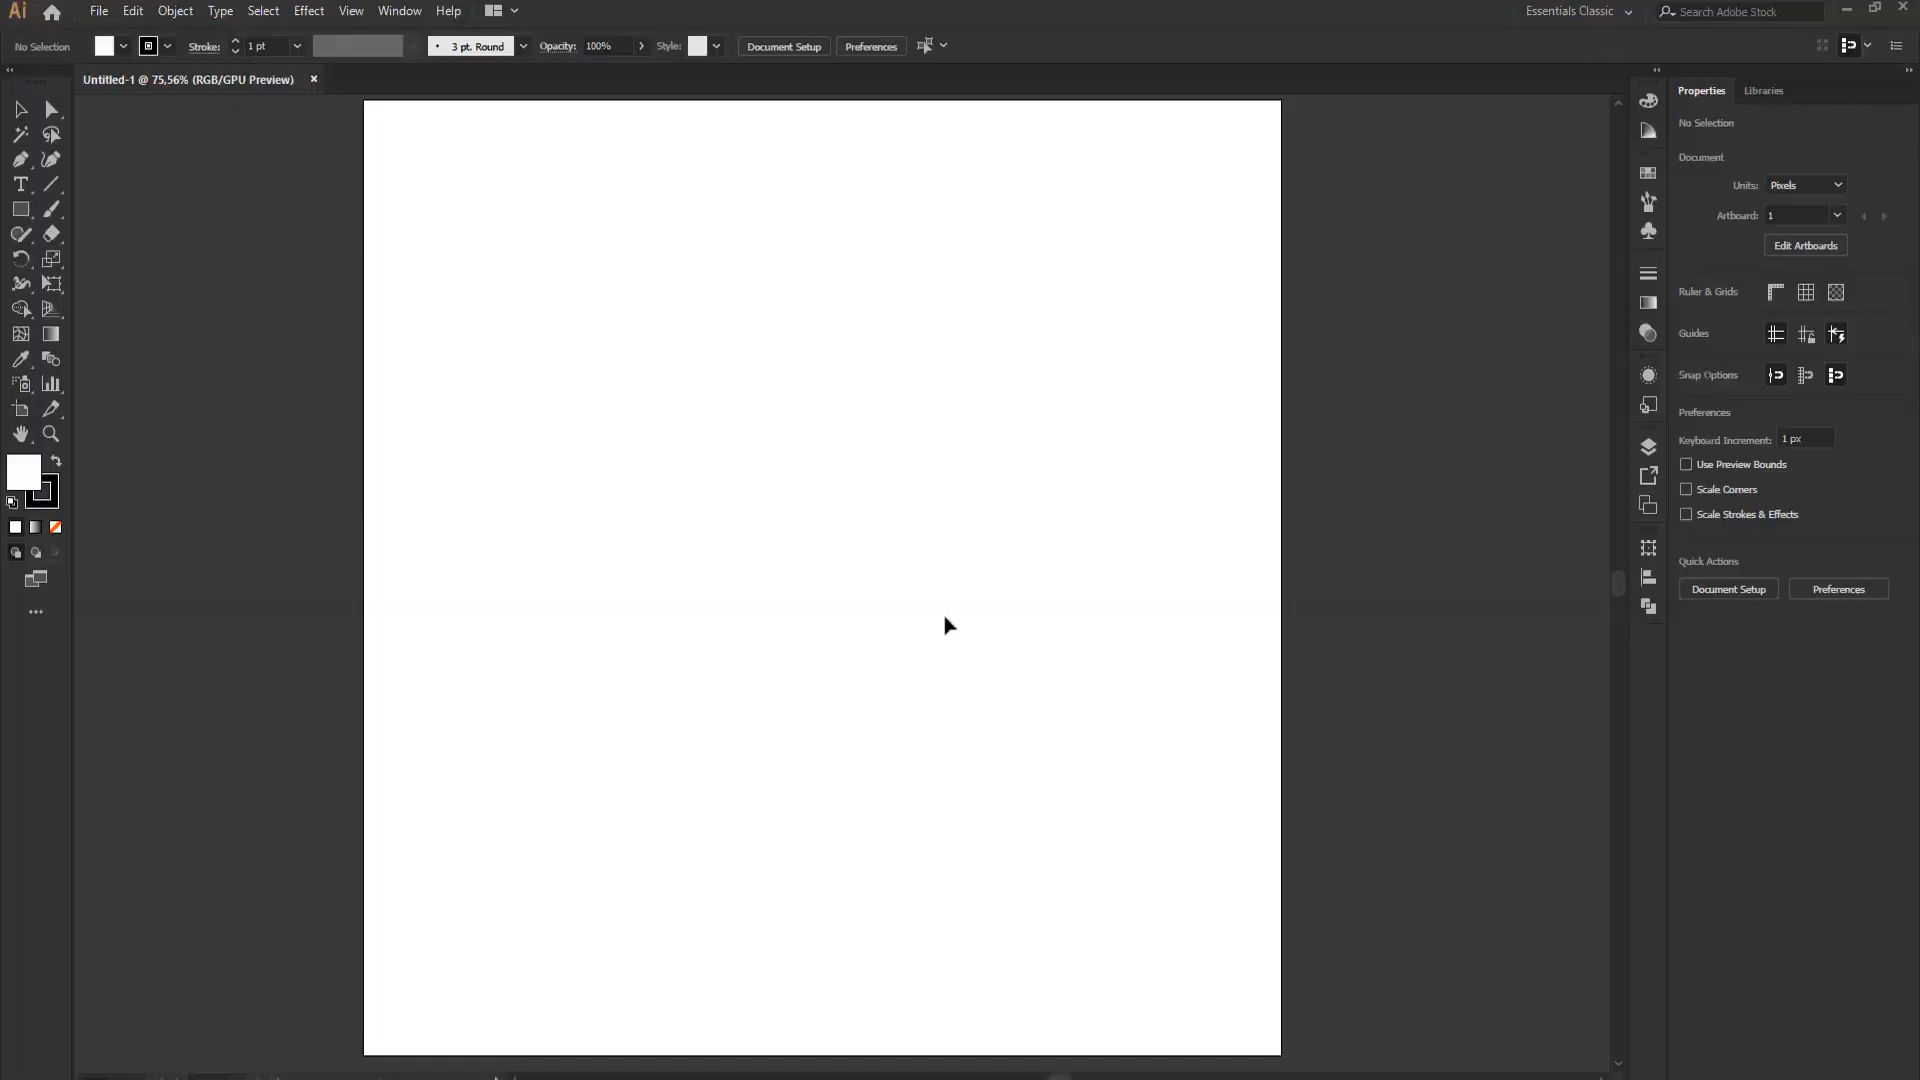 Ai File Edit Object Type Select Effect View Window Help Essentials Classic Search Adobe Stock
No Selection Stroke: 1 pt 3 pt. Round Opacity: 100% Style: Document Setup Preferences
Untitled-1 @ 75,56% (RGB/GPU Preview)
Properties Libraries
No Selection
Document
Units: Pixels
Artboard: 1
Edit Artboards
Ruler & Grids
Guides
Snap Options
Preferences
Keyboard Increment: 1 px
Use Preview Bounds
Scale Corners
Scale Strokes & Effects
Quick Actions
Document Setup Preferences